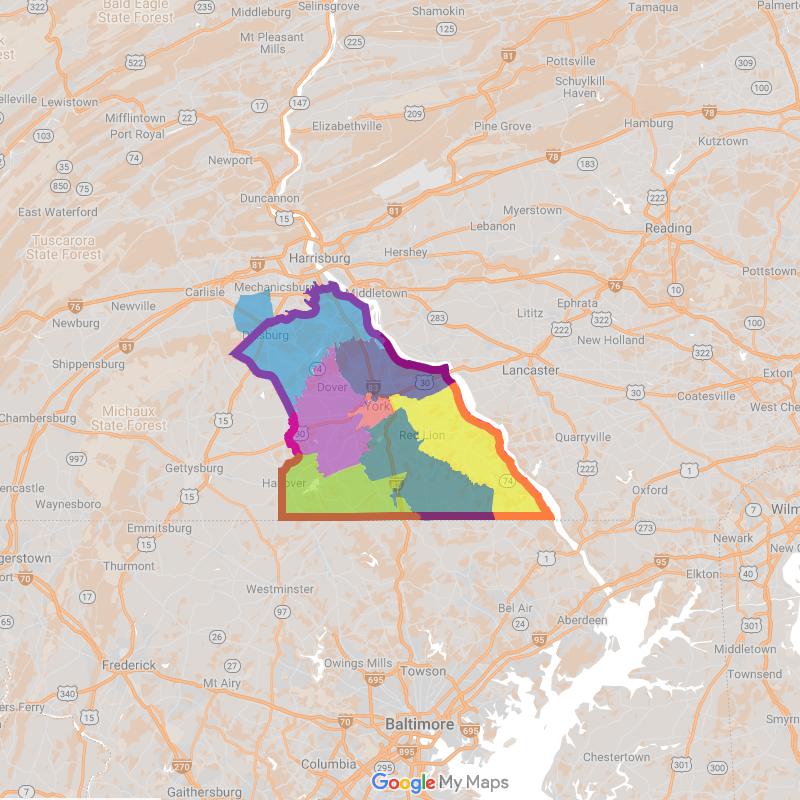 Bald Eagle
State Forest
322
235
Middleburg
Selinsgrove
Shamokin
125
Tamaqua
Palmerto
Mt Pleasant
Mills
225
81
522
Pottsville
309
Schuylkill
Haven
100
elleville
Lewistown
17
147
Mifflintown
22
209
78
Port Royal
103
Elizabethville
Pine Grove
Hamburg
Kutztown
74
35
Newport
78
183
850
75
Duncannon
222
East Waterford
15
81
Myerstown
Lebanon
Reading
Tuscarora
State Forest
Harrisburg
Hershey
81
Pottstown
Carlisle
Mechanicsburg
Middletown
76
10
76
Newville
Ephrata
Lititz
322
100
Newburg
283
222
Dillsburg
New Holland
81
322
Shippensburg
74
Lancaster
Exton
Dover
83
30
30
Coatesville
Michaux
State Forest
York
West Che
Chambersburg
15
30
Red Lion
Quarryville
997
Gettysburg
222
1
encastle
Hanover
74
Oxford
Waynesboro
83
7
Wilm
Emmitsburg
273
Newark
15
gerstown
1
95
Thurmont
Elkton
40
New C
70
Westminster
17
97
Bel Air
65
24
Aberdeen
301
26
95
Frederick
27
Owings Mills
Middletown
Towson
Townsend
Mt Airy
695
340
ers Ferry
15
70
Baltimore
695
Smyrn
895
Chestertown
270
Columbia
295
301
300
7
Gaithersburg
Google My Maps